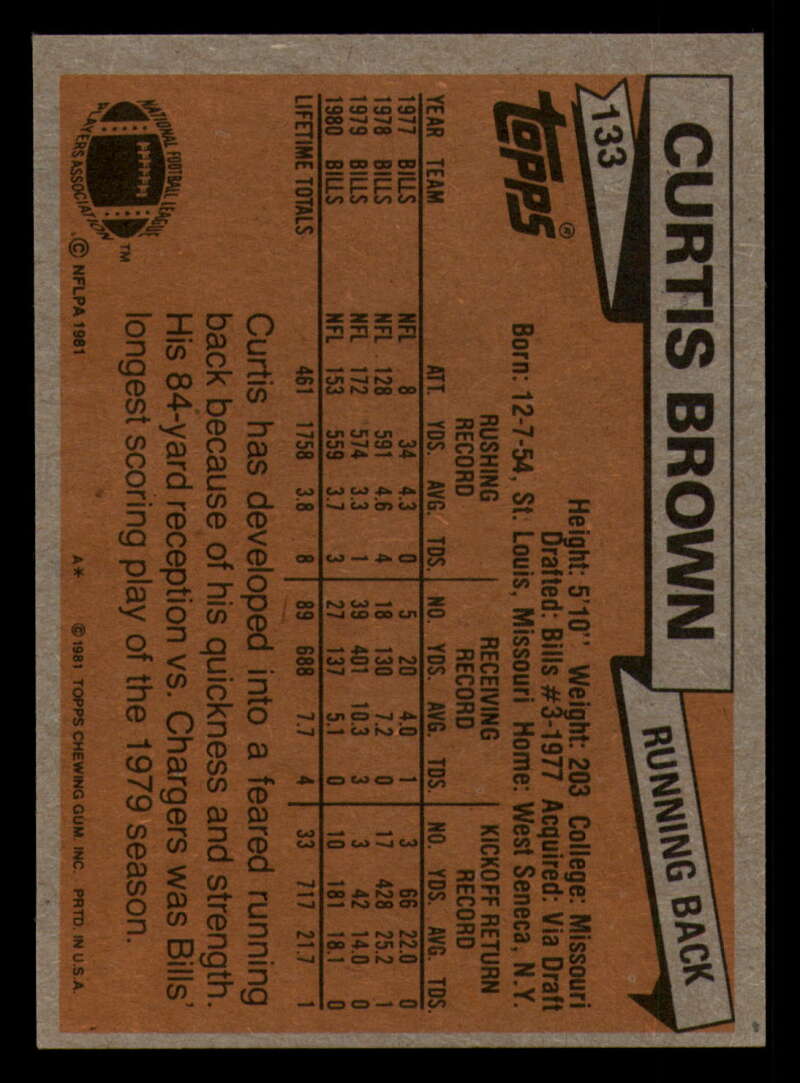 CURTIS BROWN
RUNNING BACK
133
TOPPS®
Height: 5'10" Weight: 203 College: Missouri
Drafted: Bills #3-1977 Acquired: Via Draft
Born: 12-7-54, St. Louis, Missouri Home: West Seneca, N.Y.
RUSHING RECORD RECEIVING RECORD KICKOFF RETURN RECORD
YEAR TEAM ATT. YDS. AVG. TDS. NO. YDS. AVG. TDS. NO. YDS. AVG. TDS.
1977 BILLS NFL 8 34 4.3 0 5 20 4.0 1 3 66 22.0 0
1978 BILLS NFL 128 591 4.6 4 18 130 7.2 0 17 428 25.2 1
1979 BILLS NFL 172 574 3.3 1 39 401 10.3 3 3 42 14.0 0
1980 BILLS NFL 153 559 3.7 3 27 137 5.1 0 10 181 18.1 0
LIFETIME TOTALS 461 1758 3.8 8 89 688 7.7 4 33 717 21.7 1
Curtis has developed into a feared running
back because of his quickness and strength.
His 84-yard reception vs. Chargers was Bills'
longest scoring play of the 1979 season.
NATIONAL FOOTBALL LEAGUE
PLAYERS ASSOCIATION
TM
© NFLPA 1981
A* © 1981 TOPPS CHEWING GUM, INC. PRTD. IN U.S.A.